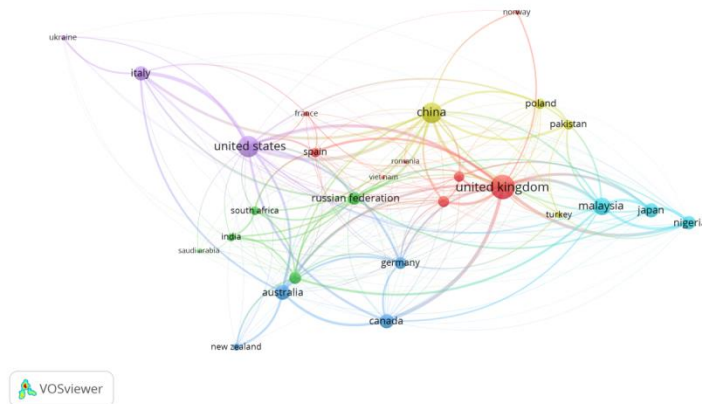 norway
ukraine
italy
china
poland
france
pakistan
united states
spain
romania
vietnam
united kingdom
russian federation
malaysia
japan
south africa
turkey
nigeria
india
saudi arabia
germany
australia
canada
new zealand
VOSviewer